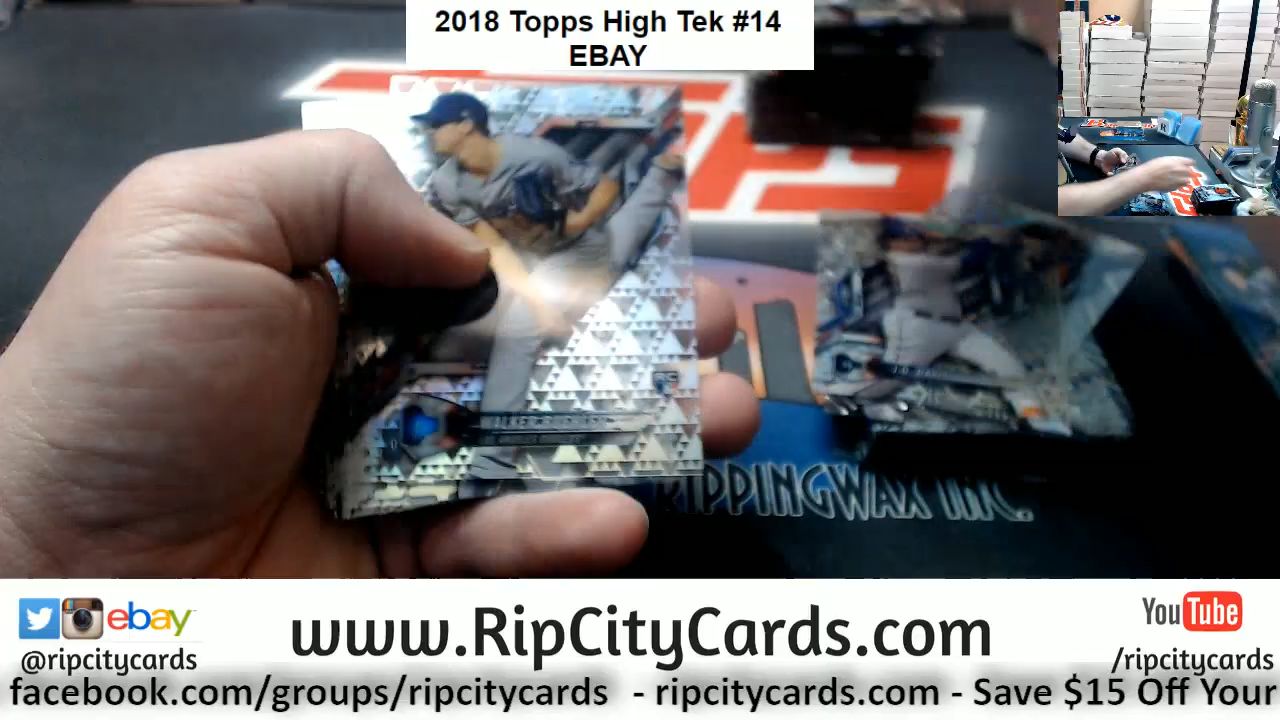 2018 Topps High Tek #14
EBAY
RIPPINGWAX INC.
ebay
www.RipCityCards.com
YouTube
@ripcitycards
/ripcitycards
facebook.com/groups/ripcitycards - ripcitycards.com - Save $15 Off Your